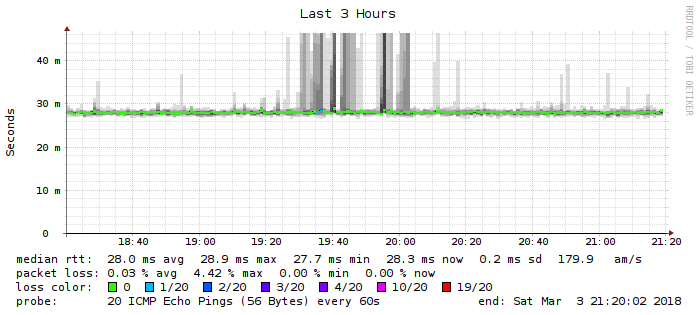 Last 3 Hours
RRDTOOL / TOBI OETIKER
Seconds
40 m
30 m
20 m
10 m
0
18:40 19:00 19:20 19:40 20:00 20:20 20:40 21:00 21:20
median rtt: 28.0 ms avg 28.9 ms max 27.7 ms min 28.3 ms now 0.2 ms sd 179.9 am/s
packet loss: 0.03 % avg 4.42 % max 0.00 % min 0.00 % now
loss color: 0 1/20 2/20 3/20 4/20 10/20 19/20
probe: 20 ICMP Echo Pings (56 Bytes) every 60s end: Sat Mar 3 21:20:02 2018